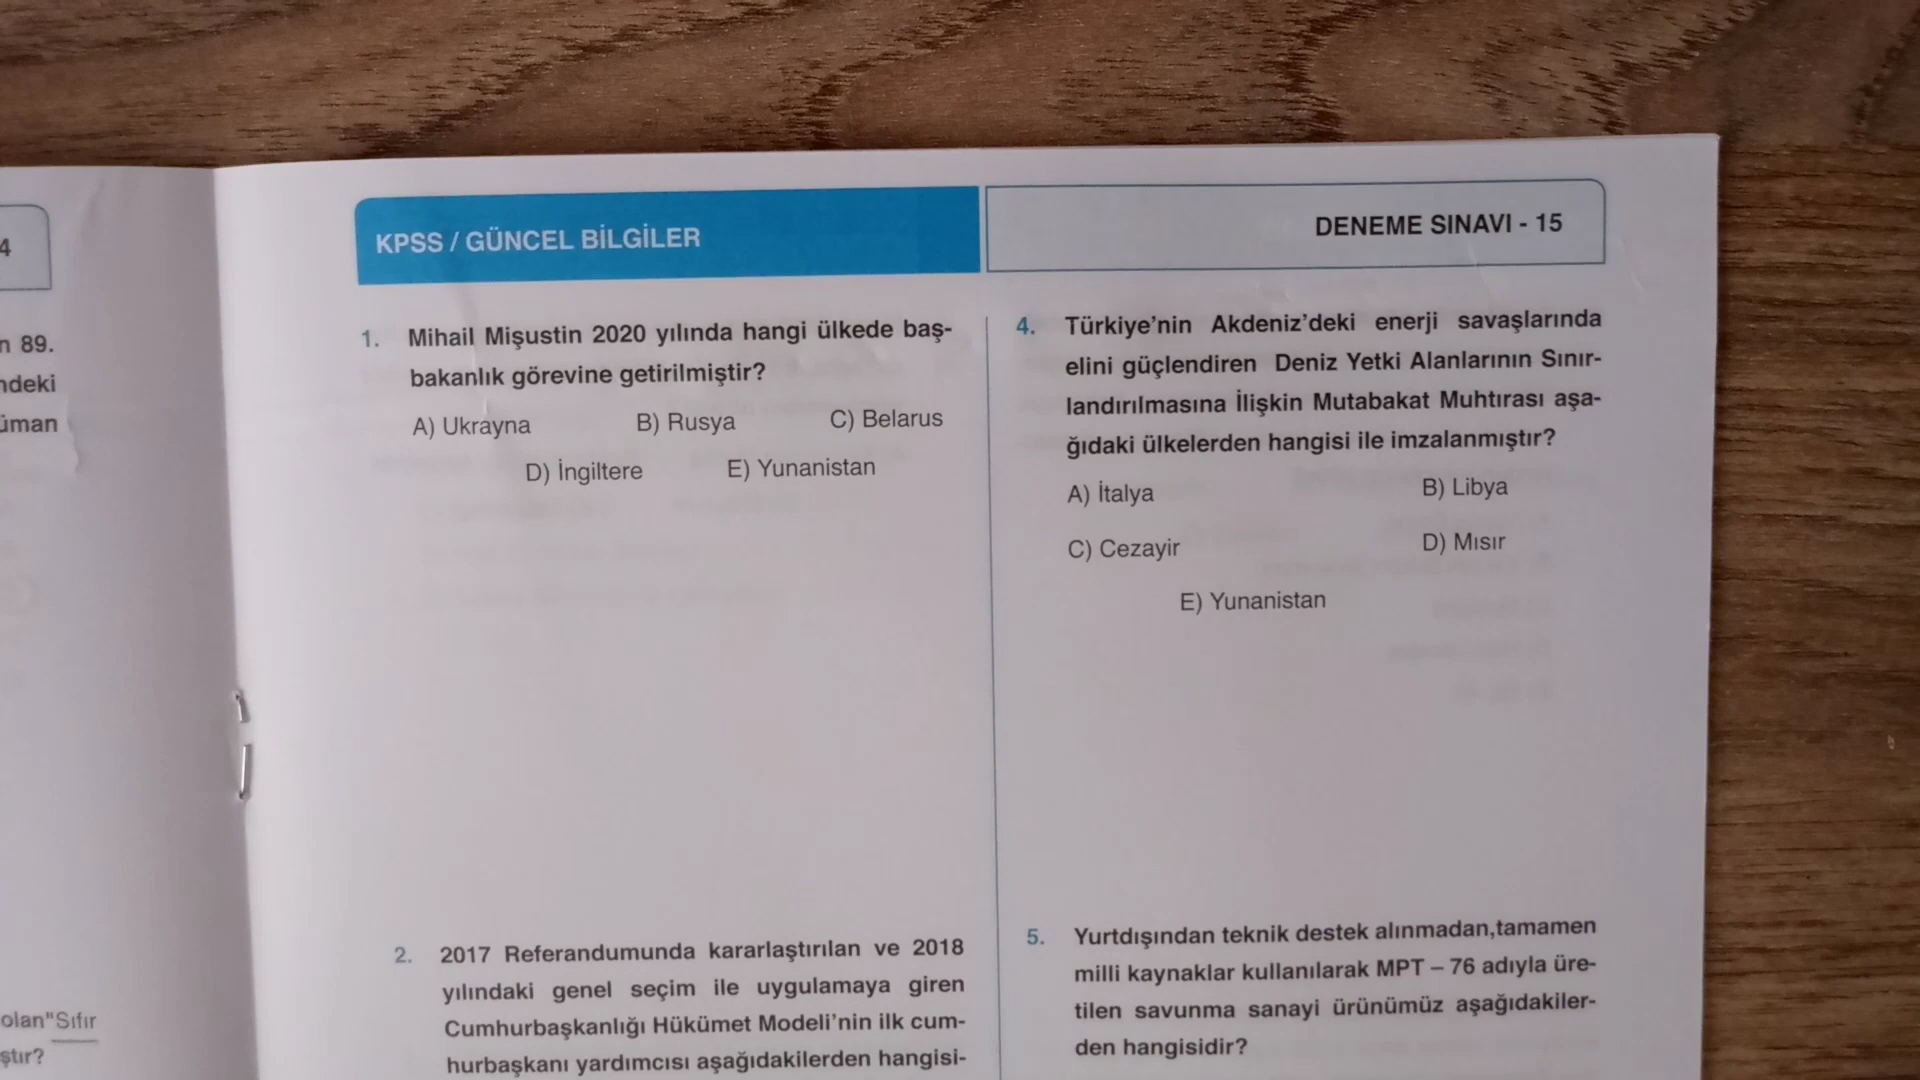 4
n 89.
ndeki
üman
olan"Sıfır
ştır?
KPSS / GÜNCEL BİLGİLER
DENEME SINAVI - 15
1. Mihail Mişustin 2020 yılında hangi ülkede baş-
bakanlık görevine getirilmiştir?
A) Ukrayna B) Rusya C) Belarus
D) İngiltere E) Yunanistan
2. 2017 Referandumunda kararlaştırılan ve 2018
yılındaki genel seçim ile uygulamaya giren
Cumhurbaşkanlığı Hükümet Modeli'nin ilk cum-
hurbaşkanı yardımcısı aşağıdakilerden hangisi-
4. Türkiye'nin Akdeniz'deki enerji savaşlarında
elini güçlendiren Deniz Yetki Alanlarının Sınır-
landırılmasına İlişkin Mutabakat Muhtırası aşa-
ğıdaki ülkelerden hangisi ile imzalanmıştır?
A) İtalya B) Libya
C) Cezayir D) Mısır
E) Yunanistan
5. Yurtdışından teknik destek alınmadan,tamamen
milli kaynaklar kullanılarak MPT – 76 adıyla üre-
tilen savunma sanayi ürünümüz aşağıdakiler-
den hangisidir?